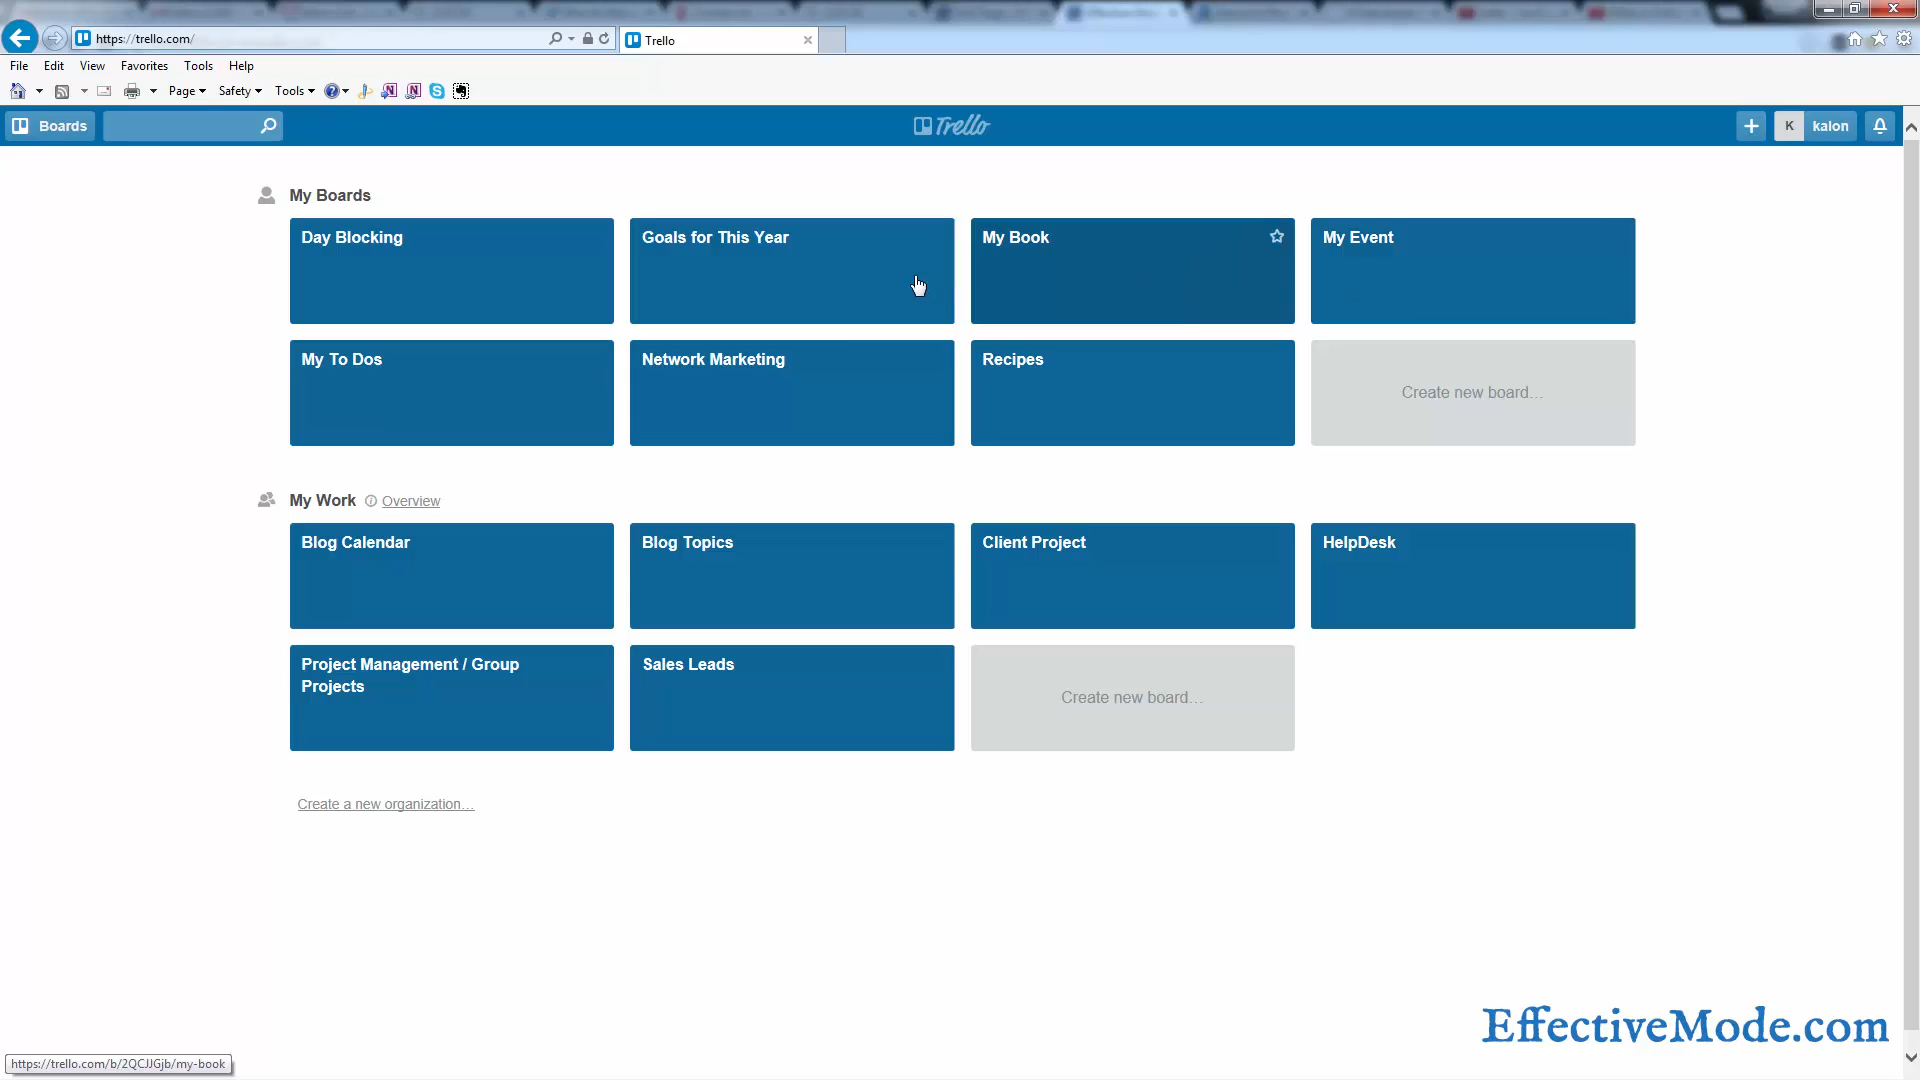 https://trello.com/
Trello
File Edit View Favorites Tools Help
Page Safety Tools
Boards
Trello
K kalon
My Boards
Day Blocking
Goals for This Year
My Book
My Event
My To Dos
Network Marketing
Recipes
Create new board…
My Work Overview
Blog Calendar
Blog Topics
Client Project
HelpDesk
Project Management / Group
Projects
Sales Leads
Create new board…
Create a new organization…
EffectiveMode.com
https://trello.com/b/2QCJJGjb/my-book